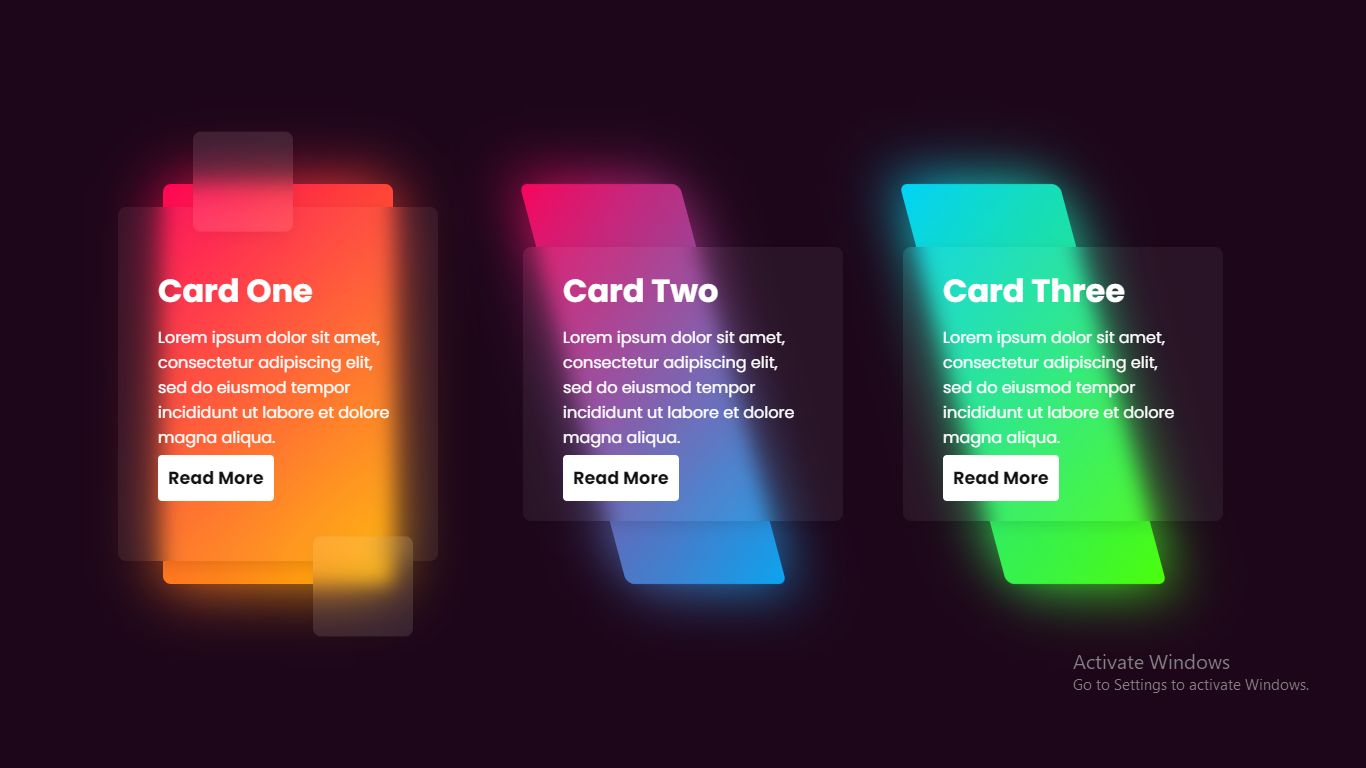 Card One
Lorem ipsum dolor sit amet,
consectetur adipiscing elit,
sed do eiusmod tempor
incididunt ut labore et dolore
magna aliqua.
Read More
Card Two
Lorem ipsum dolor sit amet,
consectetur adipiscing elit,
sed do eiusmod tempor
incididunt ut labore et dolore
magna aliqua.
Read More
Card Three
Lorem ipsum dolor sit amet,
consectetur adipiscing elit,
sed do eiusmod tempor
incididunt ut labore et dolore
magna aliqua.
Read More
Activate Windows
Go to Settings to activate Windows.